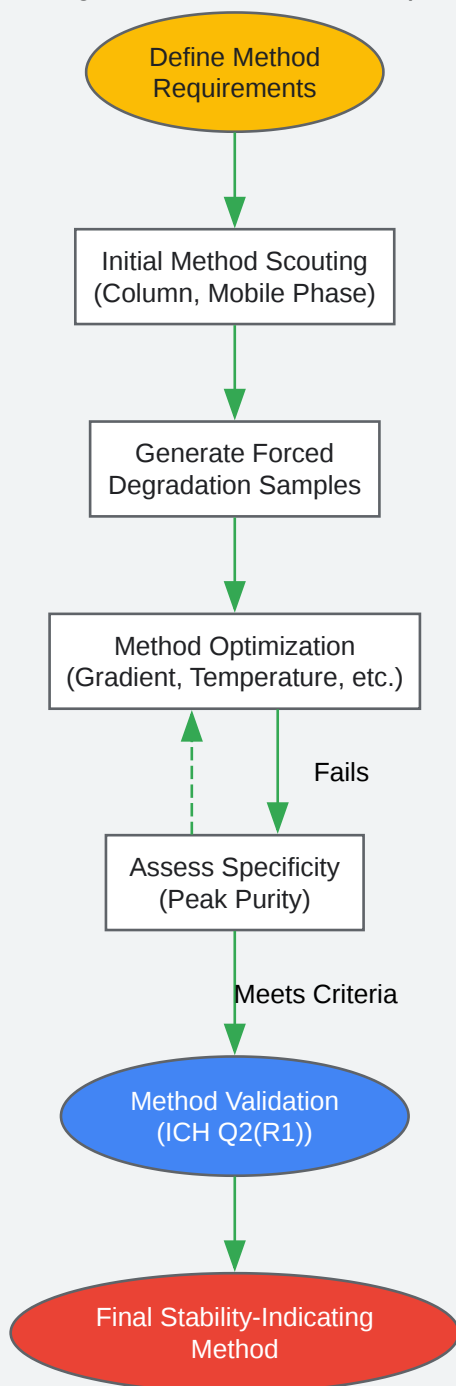 Define Method
Requirements
Initial Method Scouting
(Column, Mobile Phase)
Generate Forced
Degradation Samples
Method Optimization
(Gradient, Temperature, etc.)
Fails
Assess Specificity
(Peak Purity)
Meets Criteria
Method Validation
(ICH Q2(R1))
Final Stability-Indicating
Method